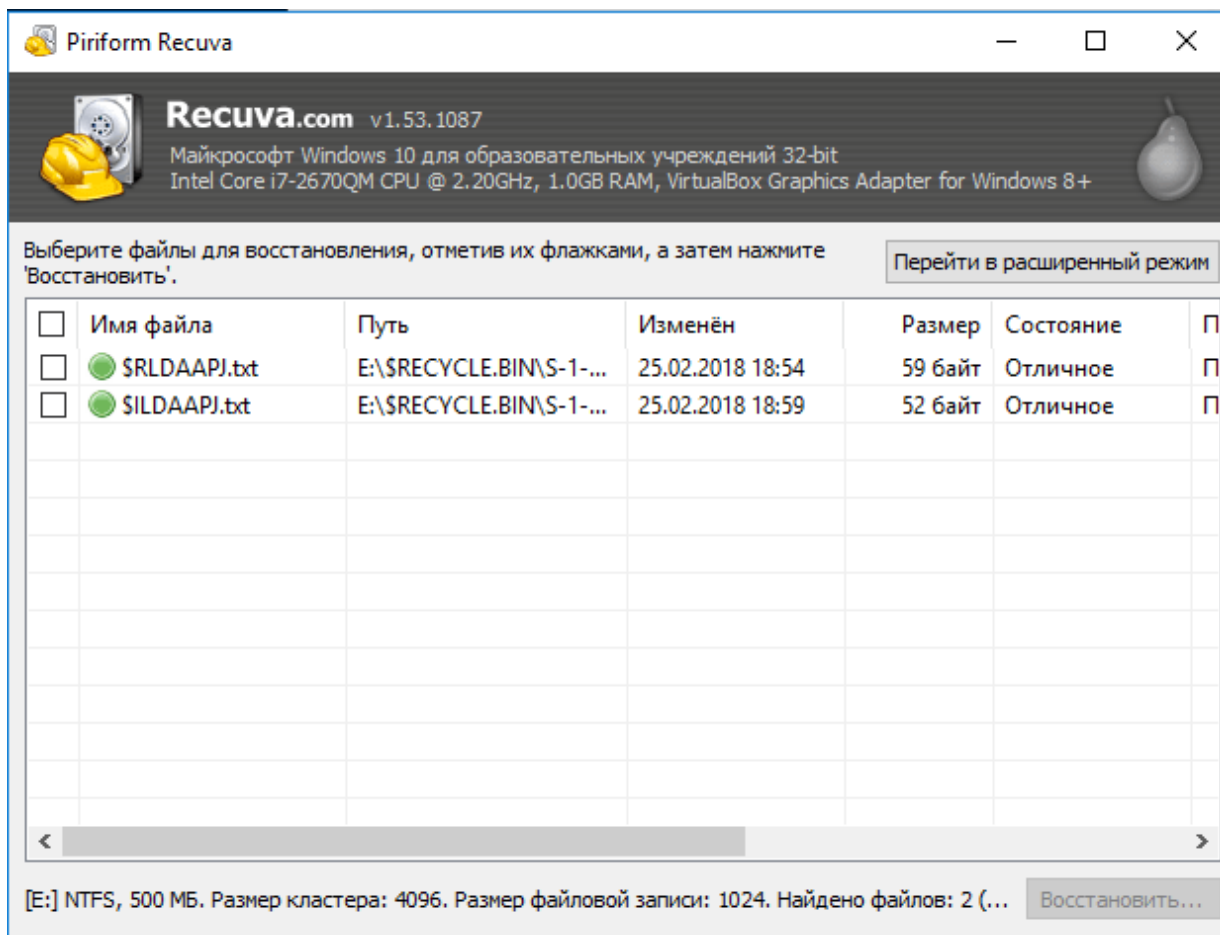 Piriform Recuva
Recuva.com v1.53.1087
Майкрософт Windows 10 для образовательных учреждений 32-bit
Intel Core i7-2670QM CPU @ 2.20GHz, 1.0GB RAM, VirtualBox Graphics Adapter for Windows 8+
Выберите файлы для восстановления, отметив их флажками, а затем нажмите
'Восстановить'.
Перейти в расширенный режим
Имя файла Путь Изменён Размер Состояние П
$RLDAAPJ.txt E:\$RECYCLE.BIN\S-1-... 25.02.2018 18:54 59 байт Отличное П
$ILDAAPJ.txt E:\$RECYCLE.BIN\S-1-... 25.02.2018 18:59 52 байт Отличное П
[E:] NTFS, 500 МБ. Размер кластера: 4096. Размер файловой записи: 1024. Найдено файлов: 2 (... Восстановить...